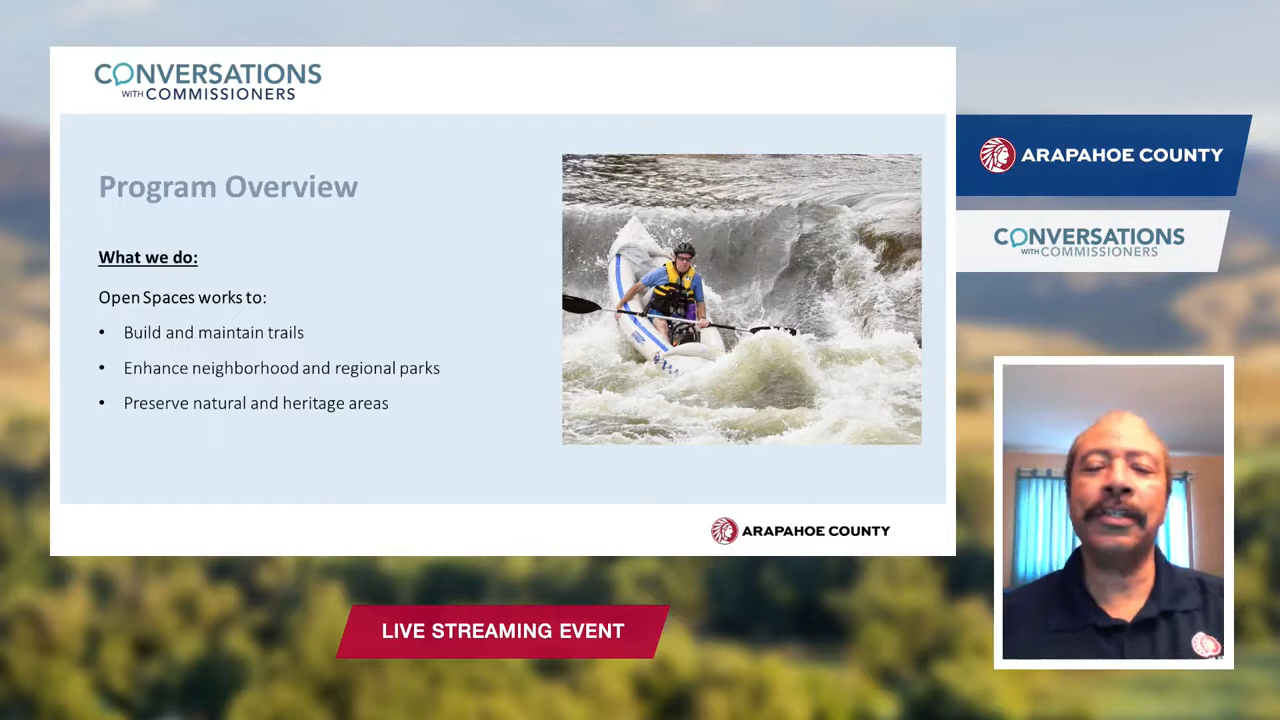 CONVERSATIONS
WITH COMMISSIONERS
Program Overview
What we do:
Open Spaces works to:
• Build and maintain trails
• Enhance neighborhood and regional parks
• Preserve natural and heritage areas
ARAPAHOE COUNTY
ARAPAHOE COUNTY
CONVERSATIONS
WITH COMMISSIONERS
LIVE STREAMING EVENT